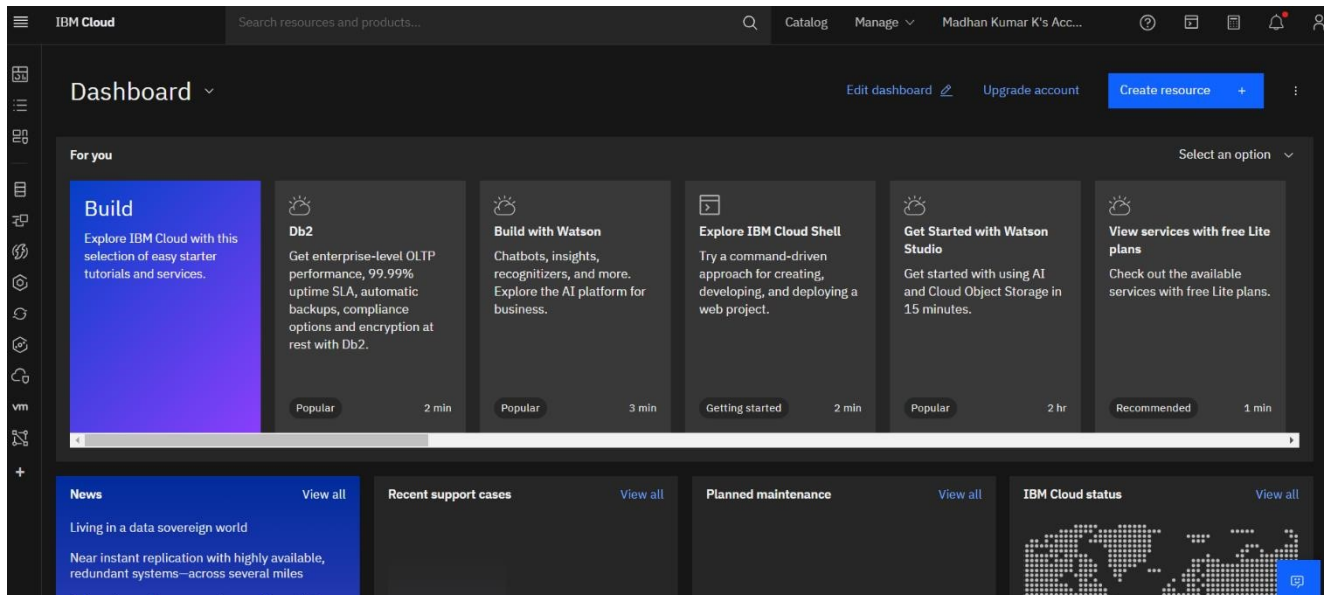 IBM Cloud
Search resources and products...
Catalog
Manage
Madhan Kumar K's Acc...
Dashboard
Edit dashboard
Upgrade account
Create resource +
For you
Select an option
Build
Explore IBM Cloud with this
selection of easy starter
tutorials and services.
Db2
Get enterprise-level OLTP
performance, 99.99%
uptime SLA, automatic
backups, compliance
options and encryption at
rest with Db2.
Popular
2 min
Build with Watson
Chatbots, insights,
recognizers, and more.
Explore the AI platform for
business.
Popular
3 min
Explore IBM Cloud Shell
Try a command-driven
approach for creating,
developing, and deploying a
web project.
Getting started
2 min
Get Started with Watson
Studio
Get started with using AI
and Cloud Object Storage in
15 minutes.
Popular
2 hr
View services with free Lite
plans
Check out the available
services with free Lite plans.
Recommended
1 min
vm
News
View all
Living in a data sovereign world
Near instant replication with highly available,
redundant systems—across several miles
Recent support cases
View all
Planned maintenance
View all
IBM Cloud status
View all